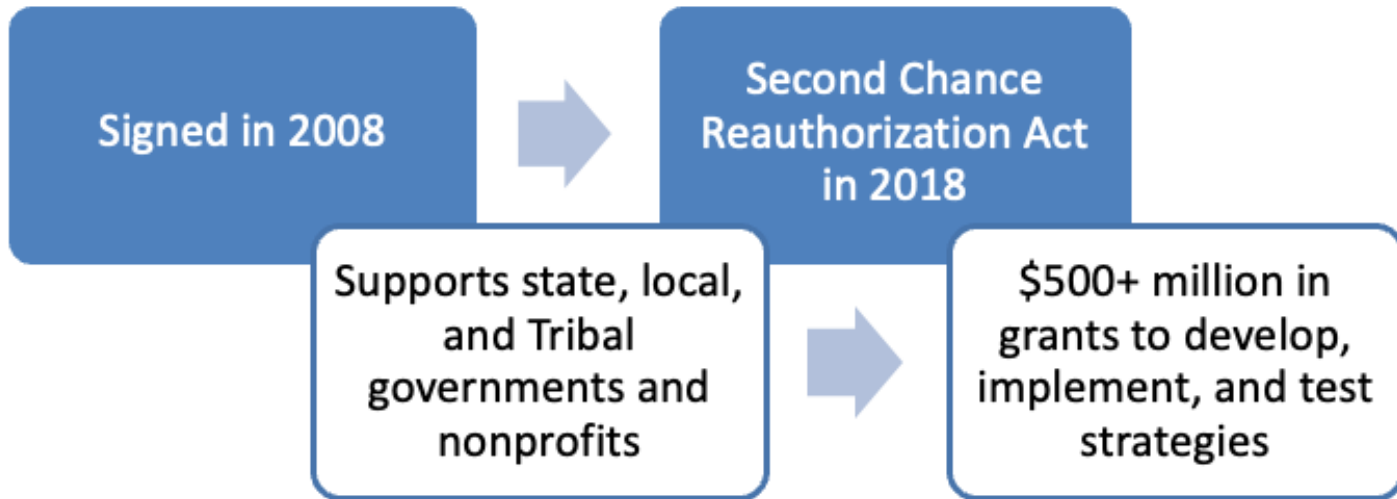 Signed in 2008
Second Chance
Reauthorization Act
in 2018
Supports state, local,
and Tribal
governments and
nonprofits
$500+ million in
grants to develop,
implement, and test
strategies